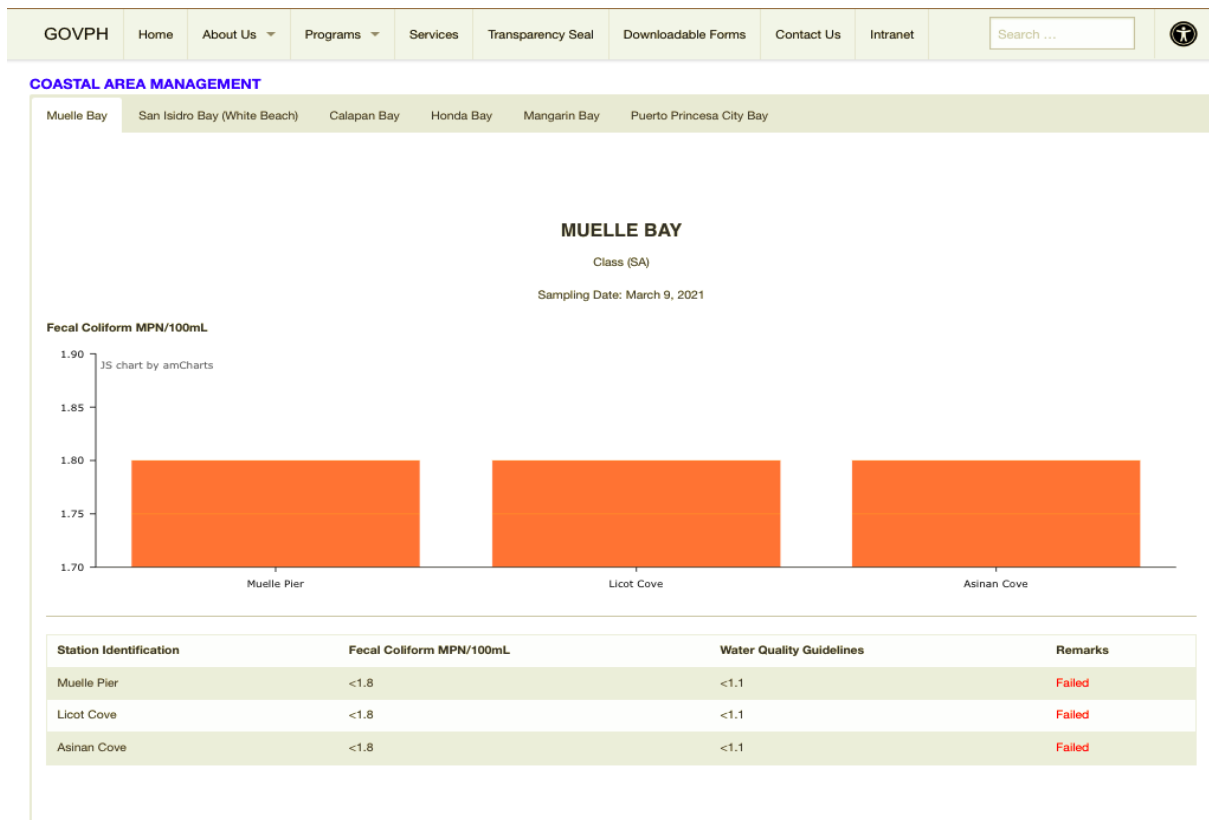 GOVPH Home About Us Programs Services Transparency Seal Downloadable Forms Contact Us Intranet Search ...
COASTAL AREA MANAGEMENT
Muelle Bay San Isidro Bay (White Beach) Calapan Bay Honda Bay Mangarin Bay Puerto Princesa City Bay
MUELLE BAY
Class (SA)
Sampling Date: March 9, 2021
Fecal Coliform MPN/100mL
1.90
JS chart by amCharts
1.85
1.80
1.75
1.70
Muelle Pier Licot Cove Asinan Cove
Station Identification Fecal Coliform MPN/100mL Water Quality Guidelines Remarks
Muelle Pier <1.8 <1.1 Failed
Licot Cove <1.8 <1.1 Failed
Asinan Cove <1.8 <1.1 Failed